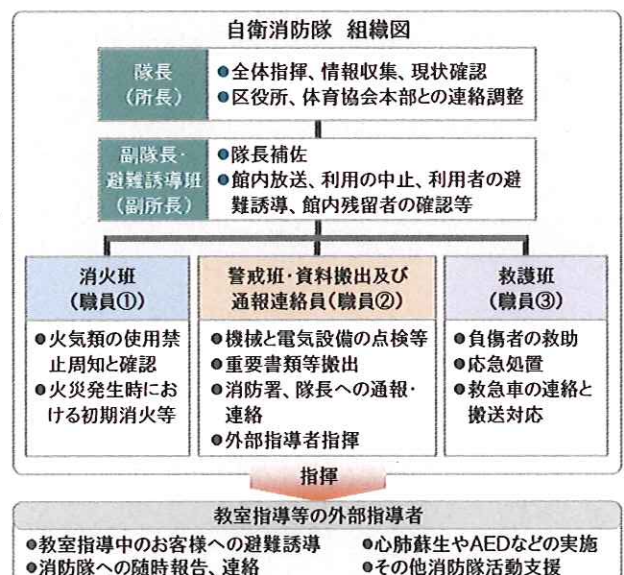 自衛消防隊 組織図
隊長
(所長)
●全体指揮、情報収集、現状確認
●区役所、体育協会本部との連絡調整
副隊長・
避難誘導班
(副所長)
●隊長補佐
●館内放送、利用の中止、利用者の避
難誘導、館内残留者の確認等
消火班
(職員①)
●火気類の使用禁
止周知と確認
●火災発生時にお
ける初期消火等
警戒班・資料搬出及び
通報連絡員(職員②)
●機械と電気設備の点検等
●重要書類等搬出
●消防署、隊長への通報・
連絡
●外部指導者指揮
救護班
(職員③)
●負傷者の救助
●応急処置
●救急車の連絡と
搬送対応
指揮
教室指導等の外部指導者
●教室指導中のお客様への避難誘導
●消防隊への随時報告、連絡
●心肺蘇生やAEDなどの実施
●その他消防隊活動支援